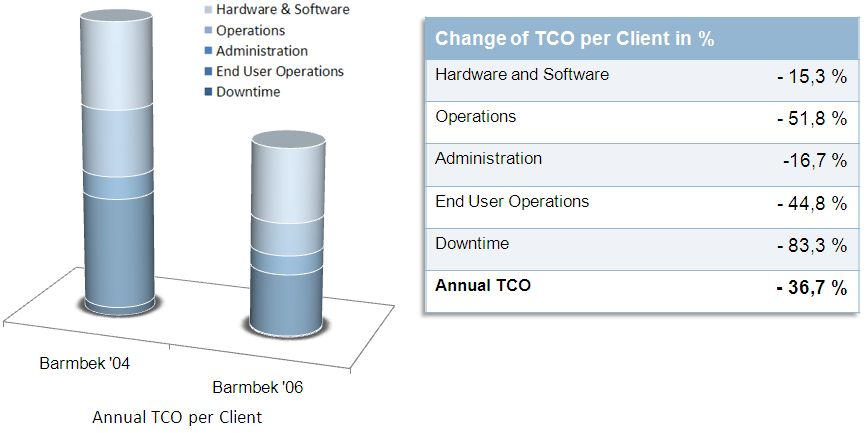 Hardware & Software
Operations
Administration
End User Operations
Downtime
Barmbek '04
Barmbek '06
Annual TCO per Client
Change of TCO per Client in %
Hardware and Software - 15,3 %
Operations - 51,8 %
Administration -16,7 %
End User Operations - 44,8 %
Downtime - 83,3 %
Annual TCO - 36,7 %